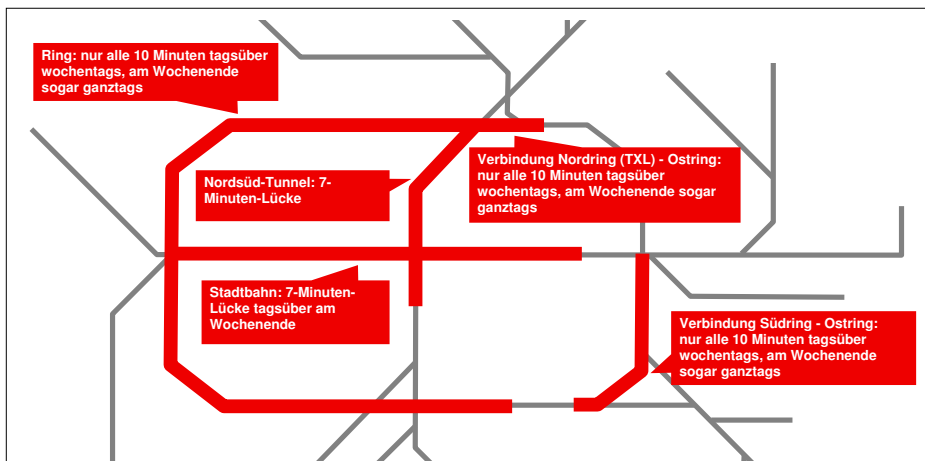 Ring: nur alle 10 Minuten tagsüber
wochentags, am Wochenende
sogar ganztags
Verbindung Nordring (TXL) - Ostring:
nur alle 10 Minuten tagsüber
wochentags, am Wochenende sogar
ganztags
Nordsüd-Tunnel: 7-
Minuten-Lücke
Stadtbahn: 7-Minuten-
Lücke tagsüber am
Wochenende
Verbindung Südring - Ostring:
nur alle 10 Minuten tagsüber
wochentags, am Wochenende
sogar ganztags